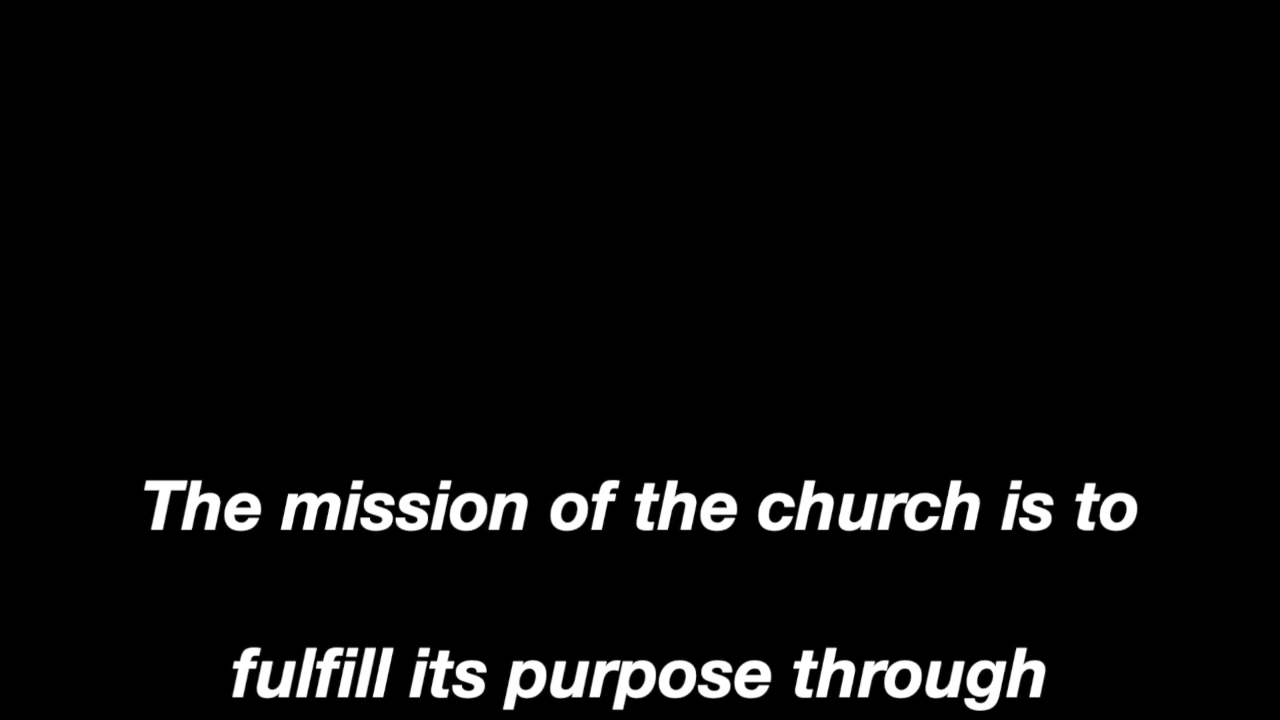 The mission of the church is to
fulfill its purpose through